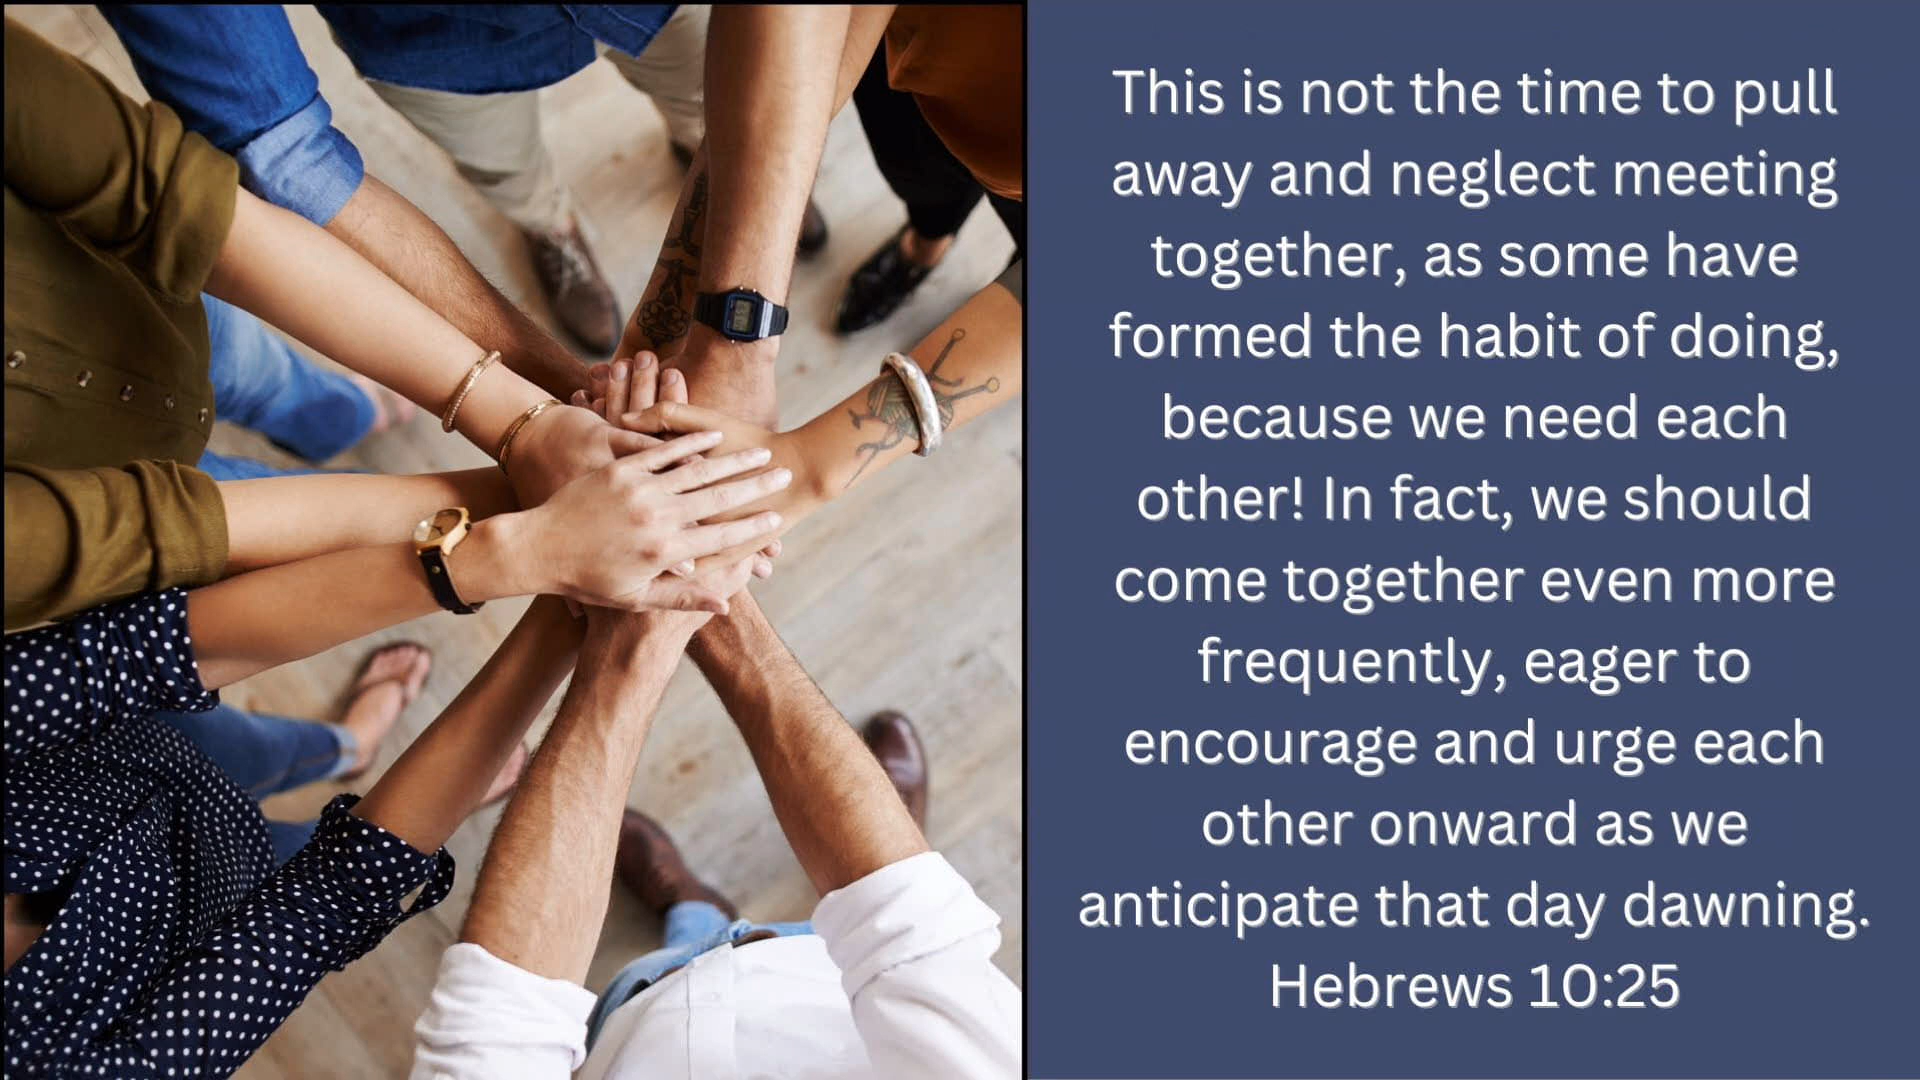 This is not the time to pull
away and neglect meeting
together, as some have
formed the habit of doing,
because we need each
other! In fact, we should
come together even more
frequently, eager to
encourage and urge each
other onward as we
anticipate that day dawning.
Hebrews 10:25